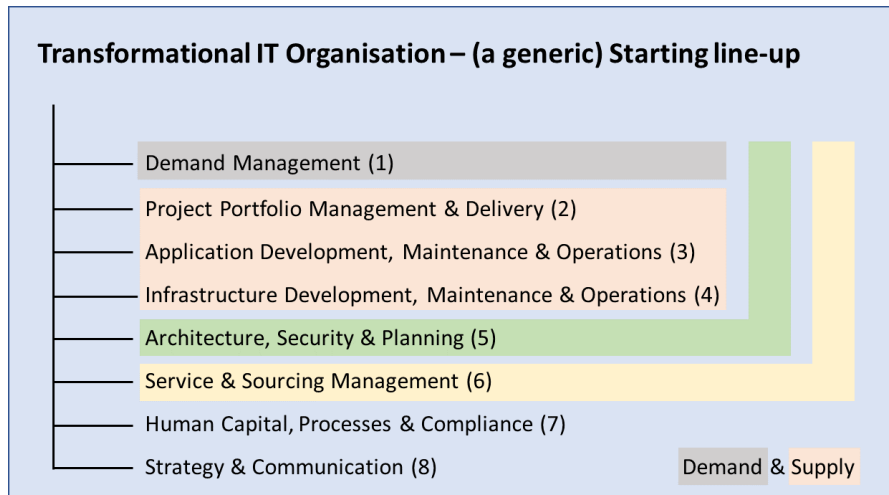 Transformational IT Organisation – (a generic) Starting line-up
Demand Management (1)
Project Portfolio Management & Delivery (2)
Application Development, Maintenance & Operations (3)
Infrastructure Development, Maintenance & Operations (4)
Architecture, Security & Planning (5)
Service & Sourcing Management (6)
Human Capital, Processes & Compliance (7)
Strategy & Communication (8)
Demand & Supply